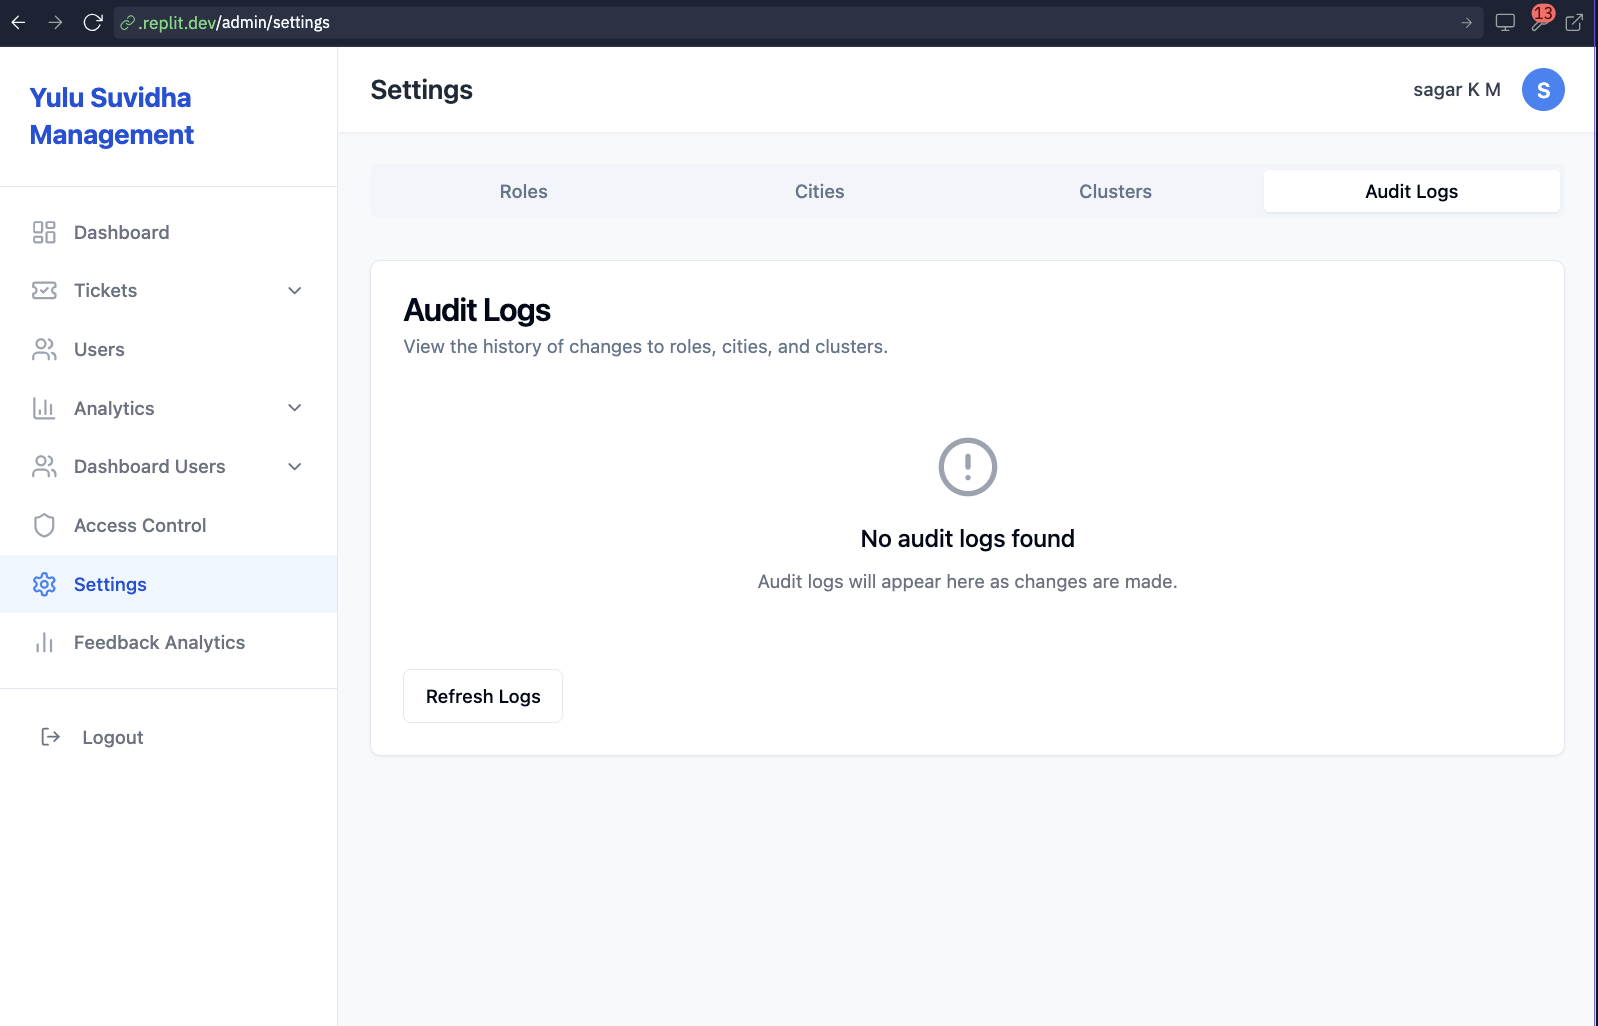 .replit.dev/admin/settings
13
Yulu Suvidha
Management
Settings
sagar K M
S
Dashboard
Tickets
Users
Analytics
Dashboard Users
Access Control
Settings
Feedback Analytics
Logout
Roles
Cities
Clusters
Audit Logs
Audit Logs
View the history of changes to roles, cities, and clusters.
No audit logs found
Audit logs will appear here as changes are made.
Refresh Logs